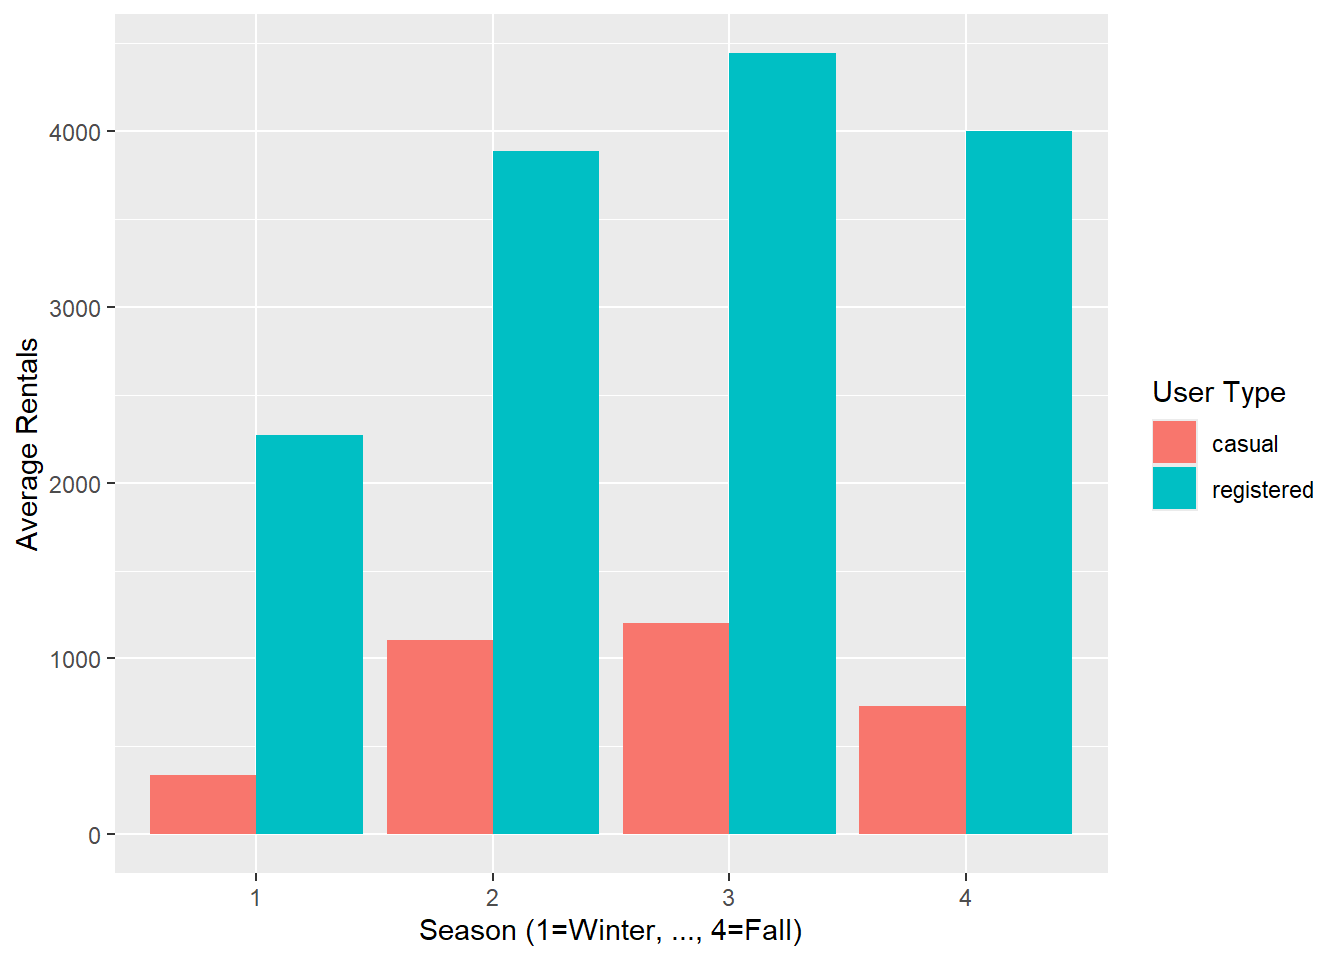 4000
3000
2000
1000
0
Average Rentals
1
2
3
4
Season (1=Winter, ..., 4=Fall)
User Type
casual
registered